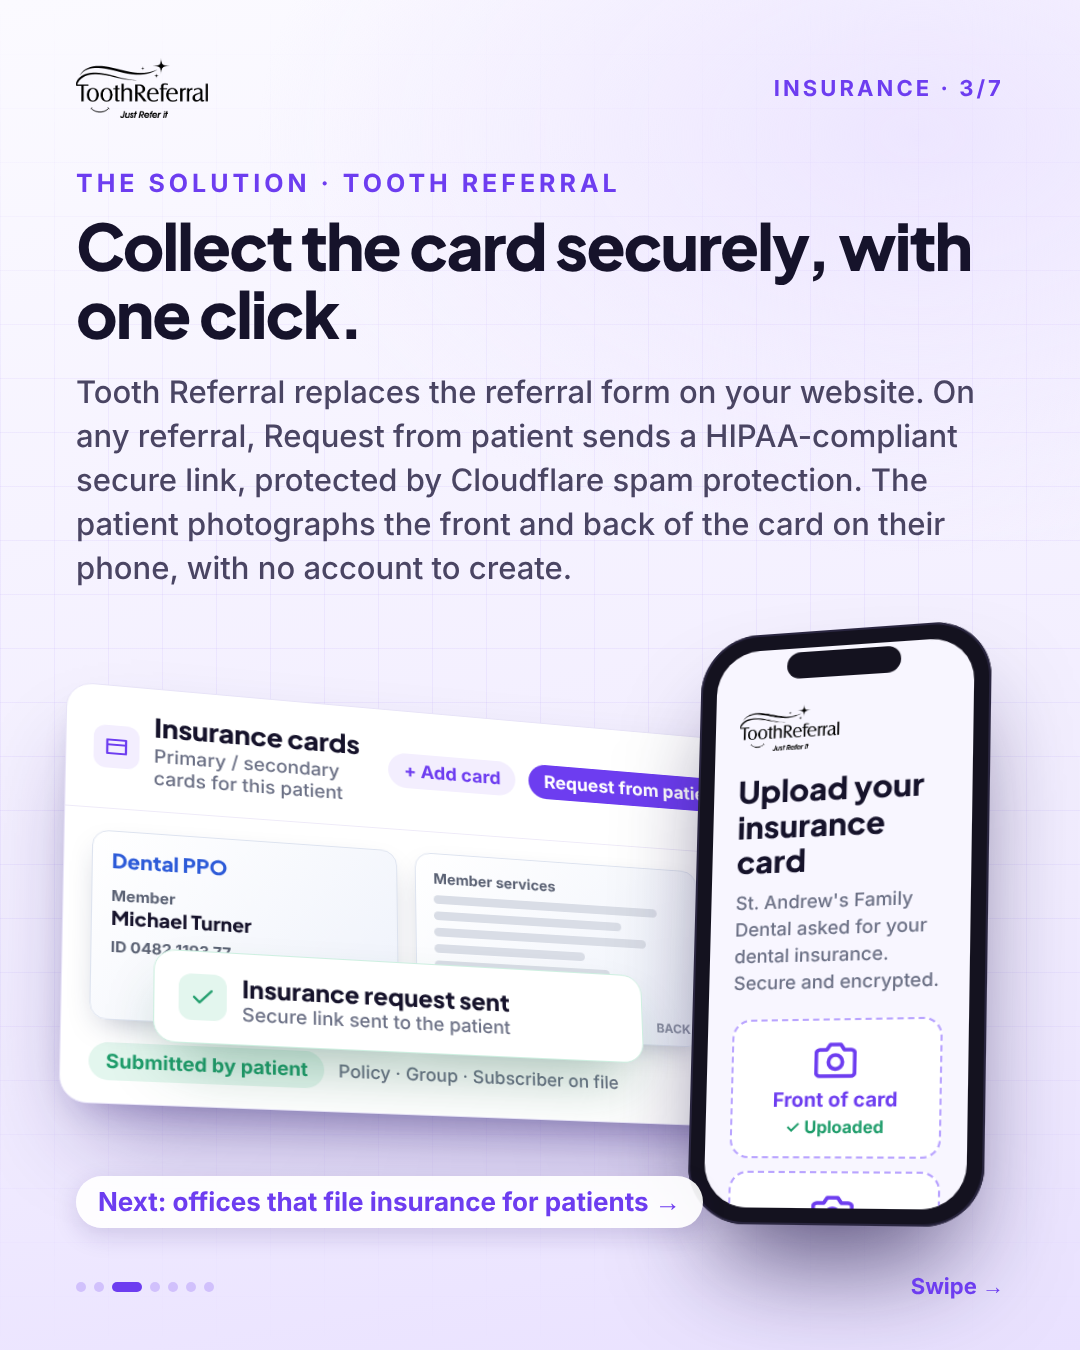 ToothReferral
Just Refer it
INSURANCE · 3/7
THE SOLUTION · TOOTH REFERRAL
Collect the card securely, with
one click.
Tooth Referral replaces the referral form on your website. On
any referral, Request from patient sends a HIPAA-compliant
secure link, protected by Cloudflare spam protection. The
patient photographs the front and back of the card on their
phone, with no account to create.
Insurance cards
Primary / secondary
cards for this patient
+ Add card
Request from
Dental PPO
Member
Michael Turner
ID 0482 1193 77
Member services
BACK
Insurance request sent
Secure link sent to the patient
Submitted by patient
Policy · Group · Subscriber on file
ToothReferral
Just Refer it
Upload your
insurance
card
St. Andrew's Family
Dental asked for your
dental insurance.
Secure and encrypted.
Front of card
✓ Uploaded
Next: offices that file insurance for patients →
Swipe →